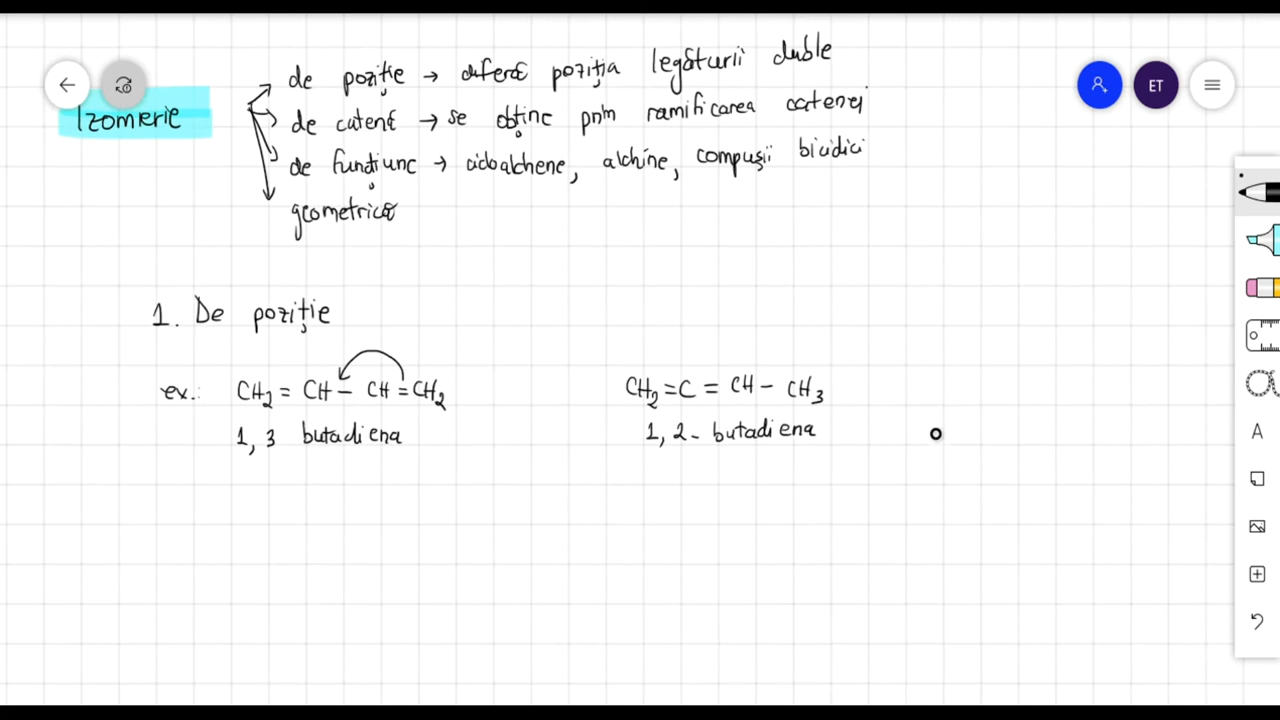 ET
Izomerie
de poziție → diferă poziția legăturii duble
de catenă → se obțin prin ramificarea catenei
de funcțiune → cicloalchene, alchine, compușii biciclici
geometrică
1. De poziție
ex.: CH₂ = CH – CH = CH₂
CH₂ = C = CH – CH₃
1, 3 butadiena
1, 2 – butadiena
A